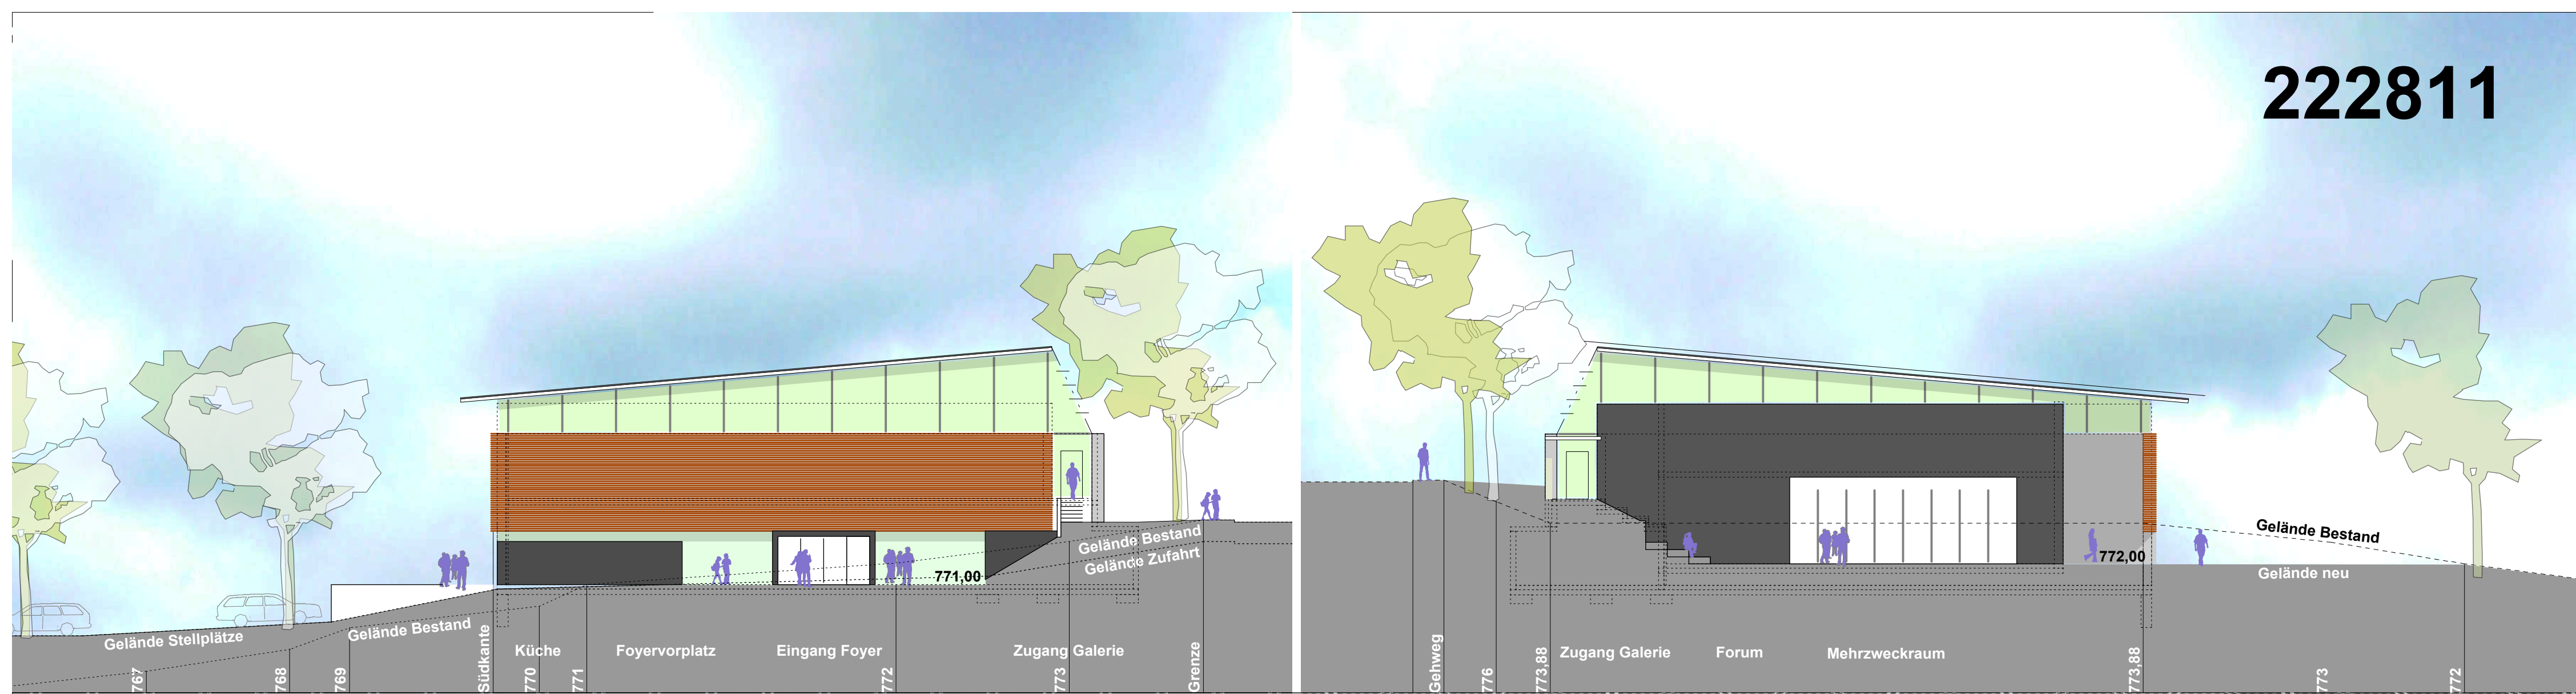 222811
Gelände Bestand
772,00
Gelände neu
771,00
Gelände Bestand
Gelände Zufahrt
Gelände Stellplätze
Gelände Bestand
Südkante
Küche
Foyervorplatz
Eingang Foyer
Zugang Galerie
Grenze
767
768
769
770
771
772
773
Gehweg
776
773,88
Zugang Galerie
Forum
Mehrzweckraum
773,88
773
772